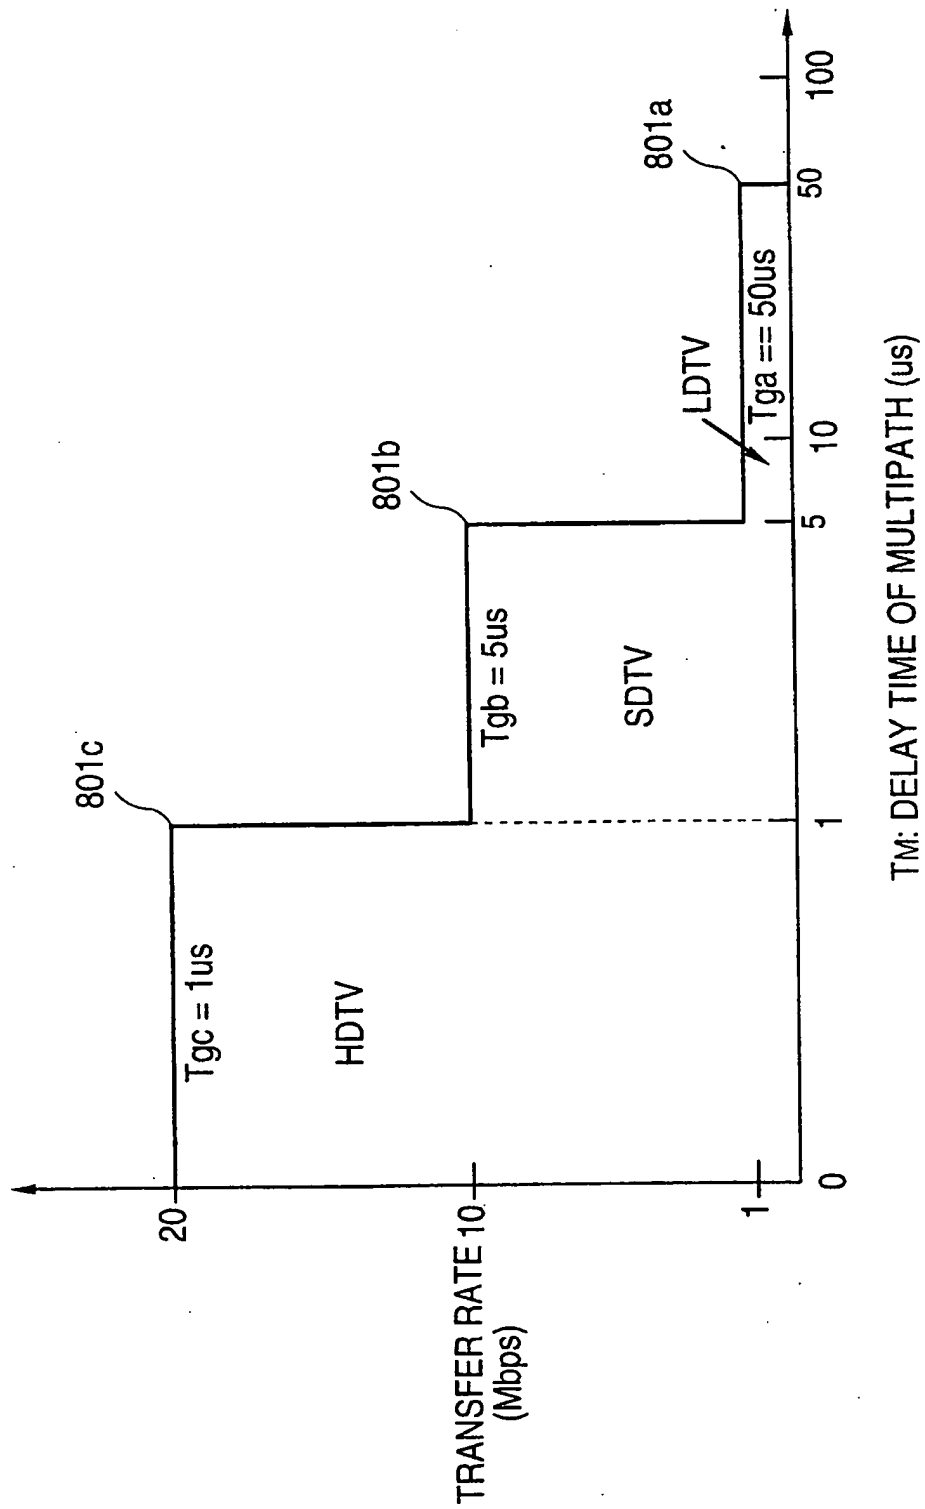 801c
Tgc = 1us
HDTV
801b
Tgb = 5us
SDTV
801a
LDTV
Tga == 50us
TRANSFER RATE
(Mbps)
20
10
1
0
1
5
10
50
100
TM: DELAY TIME OF MULTIPATH (us)